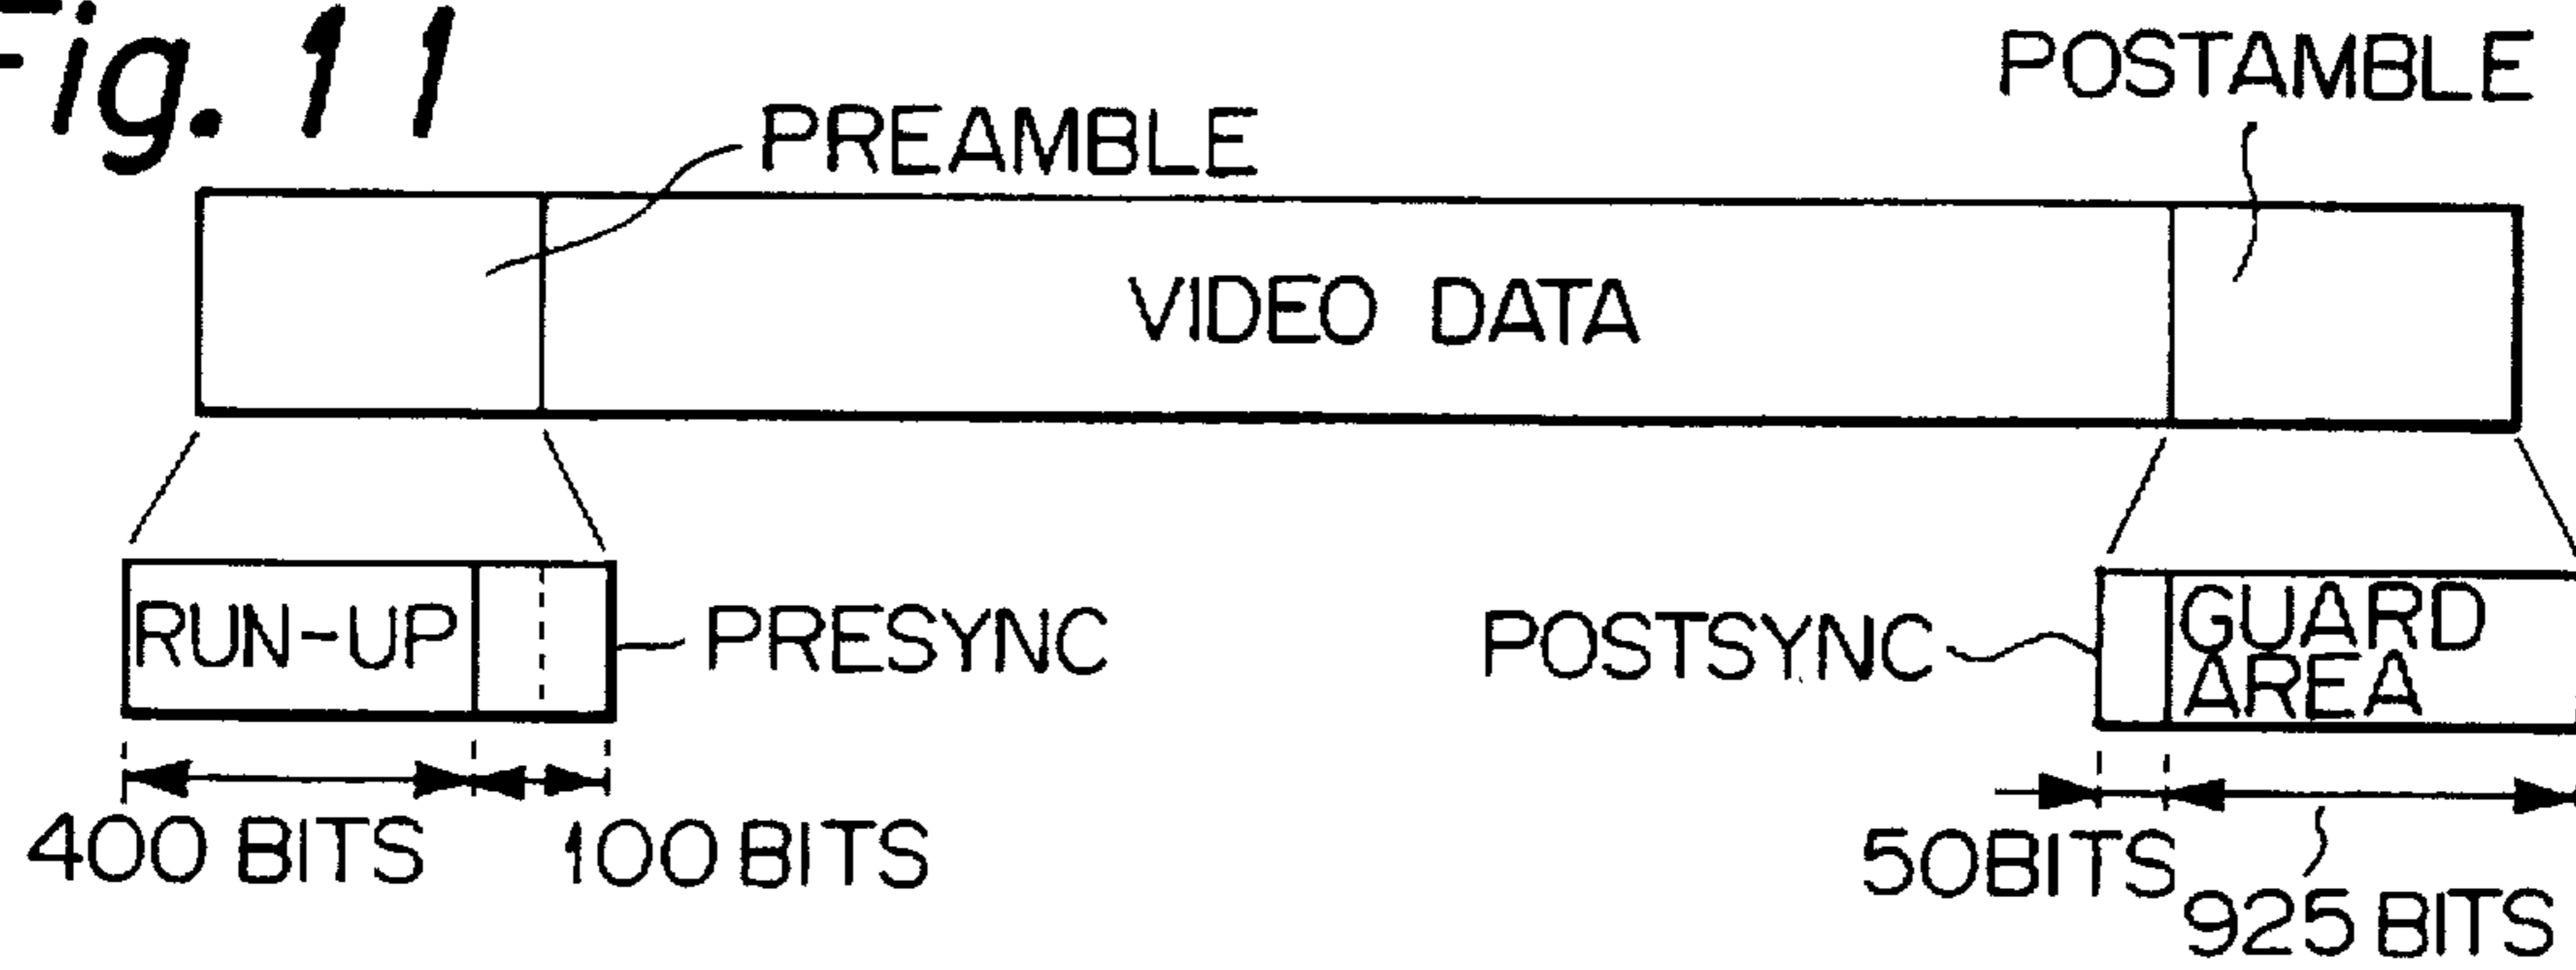 Fig. 11
POSTAMBLE
PREAMBLE
VIDEO DATA
RUN-UP
PRESYNC
POSTSYNC
GUARD
AREA
400 BITS
100 BITS
50BITS
925 BITS